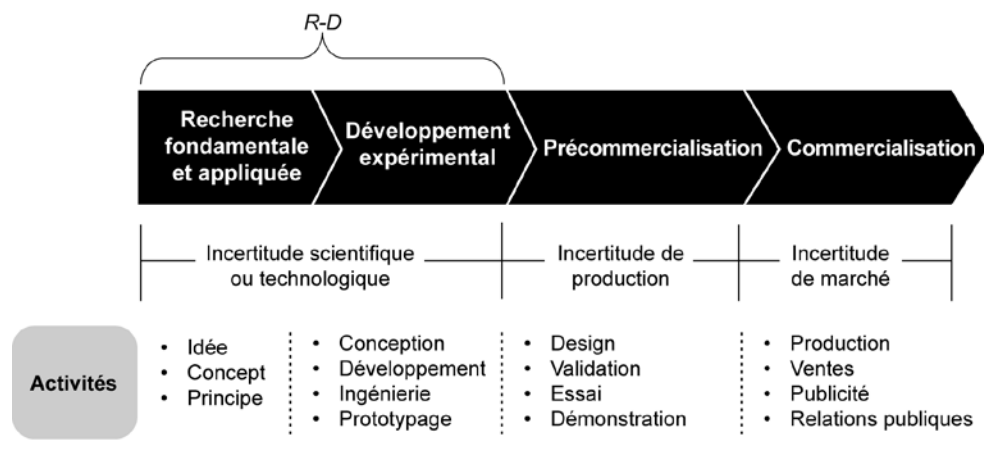 R-D
Recherche
fondamentale
et appliquée
Développement
expérimental
Précommercialisation
Commercialisation
Incertitude scientifique
ou technologique
Incertitude de
production
Incertitude
de marché
Activités
• Idée
• Concept
• Principe
• Conception
• Développement
• Ingénierie
• Prototypage
• Design
• Validation
• Essai
• Démonstration
• Production
• Ventes
• Publicité
• Relations publiques